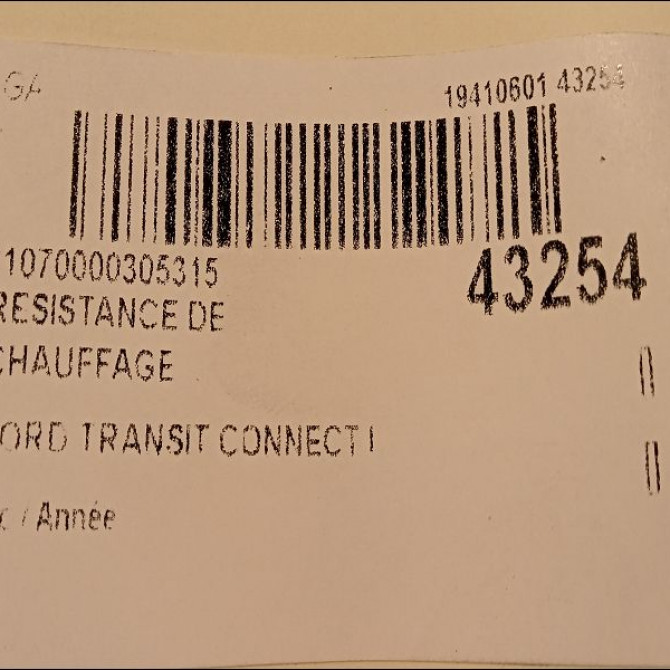 GA
19410601 43254
1070000305315
43254
RESISTANCE DE
CHAUFFAGE
ORD TRANSIT CONNECT I
/ Année